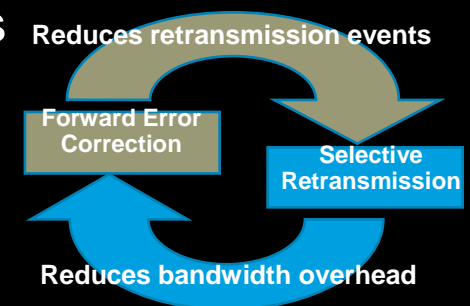 s
Reduces retransmission events
Forward Error
Correction
Selective
Retransmission
Reduces bandwidth overhead